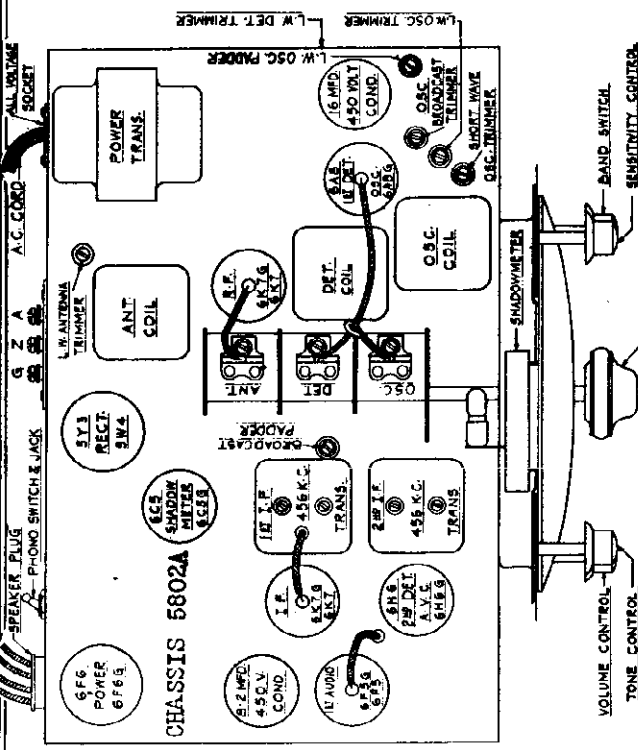 SPEAKER PLUG
PHONO SWITCH & JACK
G Z A
A.C. CORD
ALL VOLTAGE
SOCKET
L.W. DET. TRIMMER
L.W. OSC. TRIMMER
L.W. OSC. PADDER
6F6
POWER
6F6G
5Y3
RECT.
5W4
L.W. ANTENNA
TRIMMER
ANT.
COIL
POWER
TRANS.
CHASSIS 5802A
6C5
SHADOW
METER
6C5G
R.F.
6K7G
6K7
6A8
1ST DET.
OSC.
6A8G
16 MFD.
450 VOLT
COND.
8-2 MFD.
450 V.
COND.
I.F.
6K7G
6K7
1ST I.F.
456 K.C.
TRANS.
BROADCAST
PADDER
ANT.
DET.
OSC.
DET.
COIL
OSC.
BROADCAST
TRIMMER
SHORT WAVE
OSC. TRIMMER
1ST AUDIO
6F5G
6F5
6H6
2ND DET.
A.V.C.
6H6G
2ND I.F.
456 K.C.
TRANS
OSC.
COIL
SHADOWMETER
VOLUME CONTROL
TONE CONTROL
BAND SWITCH
SENSITIVITY CONTROL